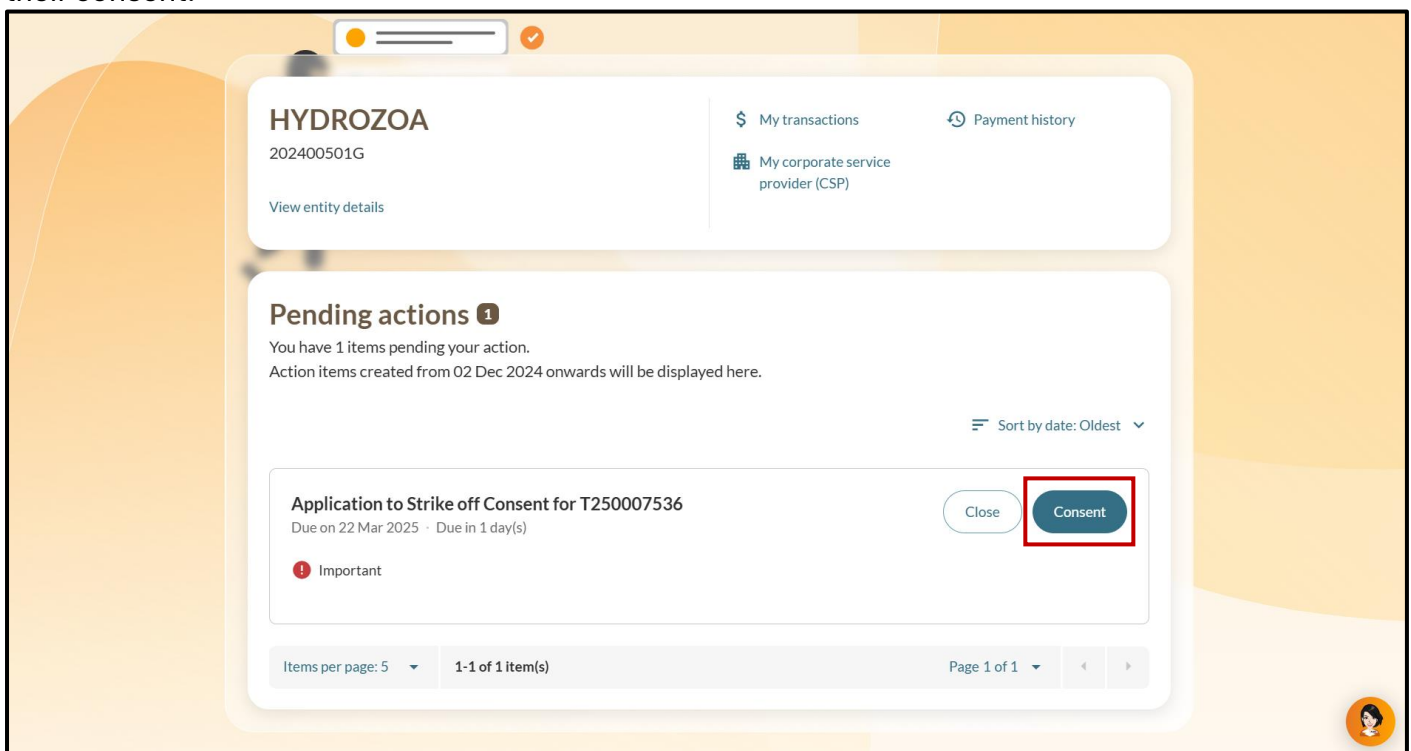 their consent.
HYDROZOA
202400501G
View entity details
$ My transactions
Payment history
My corporate service
provider (CSP)
Pending actions 1
You have 1 items pending your action.
Action items created from 02 Dec 2024 onwards will be displayed here.
Sort by date: Oldest
Application to Strike off Consent for T250007536
Due on 22 Mar 2025 · Due in 1 day(s)
Close
Consent
! Important
Items per page: 5
1-1 of 1 item(s)
Page 1 of 1